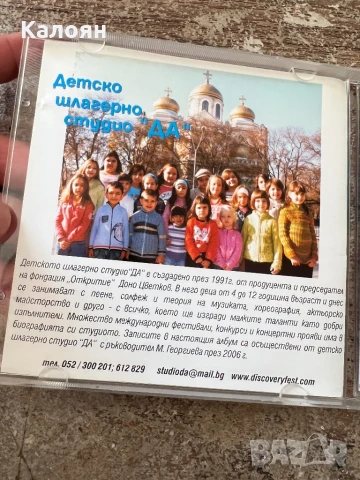 Калоян
Детско
шлагерно
студио "ДА"
Детското шлагерно студио"ДА" е създадено през 1991г. от продуцента и председател
на фондация „Откритие" Доно Цветков. В него деца от 4 до 12 годишна възраст и днес
се занимават с пеене, солфеж и теория на музиката, хореография, актьорско
майсторство и друго - с всичко, което ще изгради малките таланти като добри
изпълнители. Множество международни фестивали, конкурси и концертни прояви има в
биографията си студиото. Записите в настоящия албум са осъществени от детско
шлагерно студио "ДА" с ръководител М. Георгиева през 2006 г.
тел. 052 / 300 201; 612 829 studioda@mail.bg www.discoveryfest.com
bazar